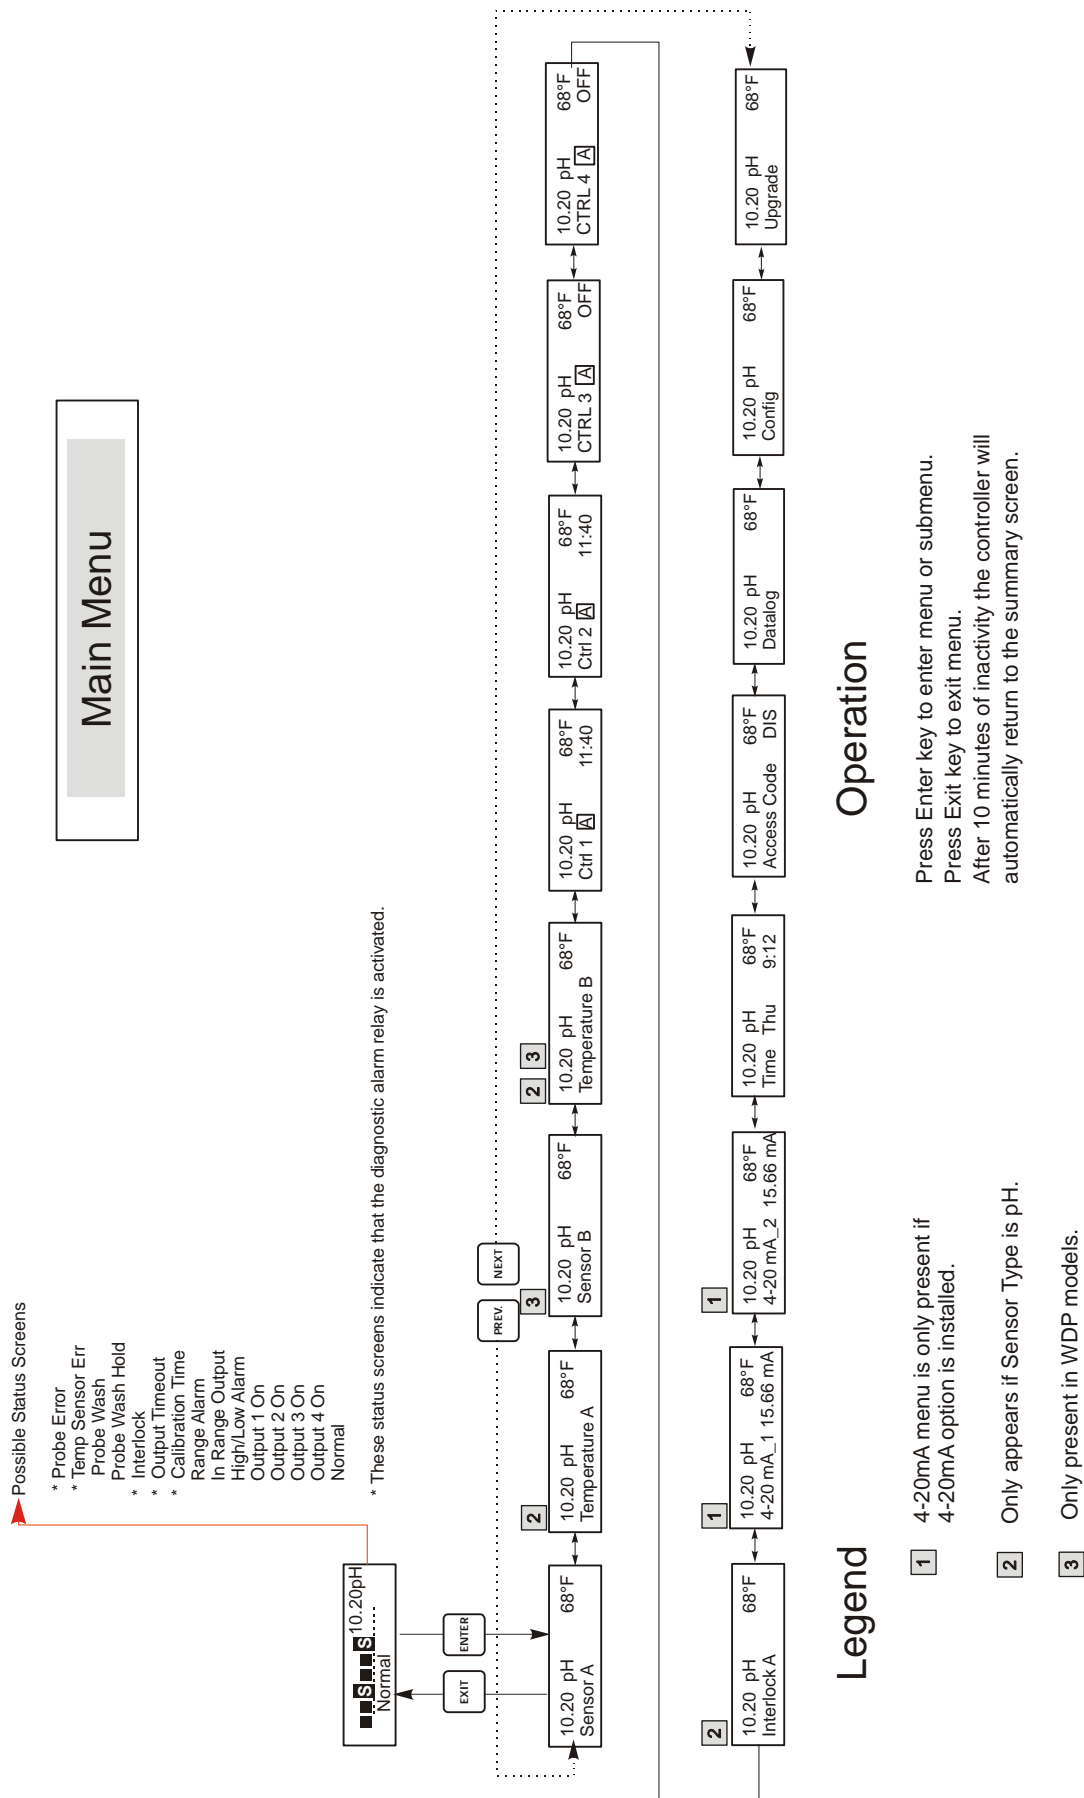 Main Menu
Possible Status Screens
* Probe Error
* Temp Sensor Err
Probe Wash
Probe Wash Hold
* Interlock
* Output Timeout
* Calibration Time
Range Alarm
In Range Output
High/Low Alarm
Output 1 On
Output 2 On
Output 3 On
Output 4 On
Normal
* These status screens indicate that the diagnostic alarm relay is activated.
S S 10.20pH
Normal
EXIT
ENTER
PREV.
NEXT
10.20 pH 68°F
Sensor A
2
10.20 pH 68°F
Temperature A
3
10.20 pH 68°F
Sensor B
2 3
10.20 pH 68°F
Temperature B
10.20 pH 68°F
Ctrl 1 A 11:40
10.20 pH 68°F
Ctrl 2 A 11:40
10.20 pH 68°F
CTRL 3 A OFF
10.20 pH 68°F
CTRL 4 A OFF
2
10.20 pH 68°F
Interlock A
1
10.20 pH 68°F
4-20 mA_1 15.66 mA
1
10.20 pH 68°F
4-20 mA_2 15.66 mA
10.20 pH 68°F
Time Thu 9:12
10.20 pH 68°F
Access Code DIS
10.20 pH 68°F
Datalog
10.20 pH 68°F
Config
10.20 pH 68°F
Upgrade
Legend
1 4-20mA menu is only present if
4-20mA option is installed.
2 Only appears if Sensor Type is pH.
3 Only present in WDP models.
Operation
Press Enter key to enter menu or submenu.
Press Exit key to exit menu.
After 10 minutes of inactivity the controller will
automatically return to the summary screen.